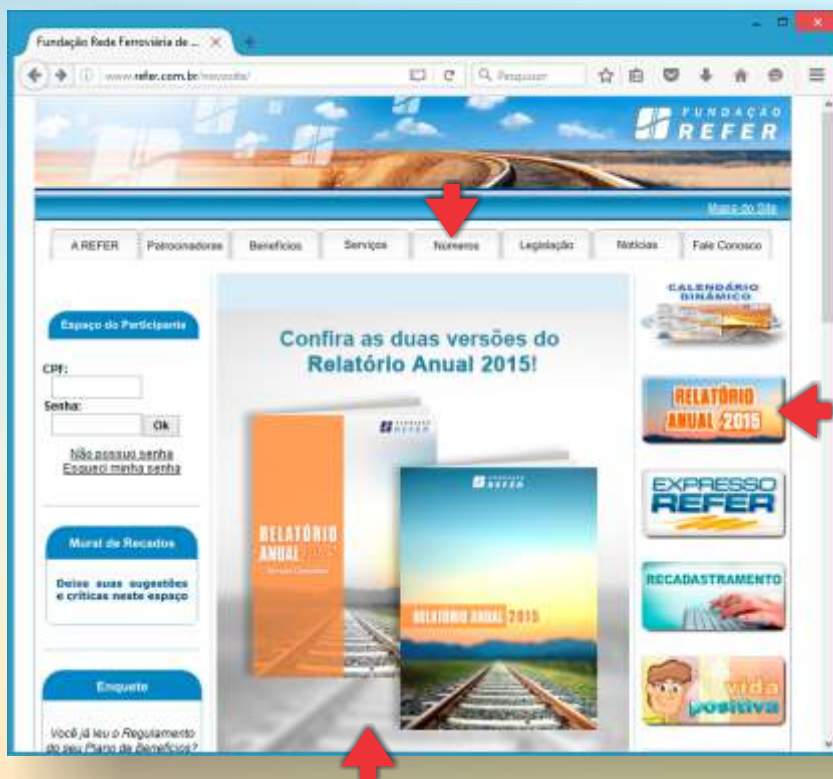 Fundação Rede Ferroviária de ...
www.refer.com.br/novosite/
Pesquisar
FUNDAÇÃO
REFER
Mapa do Site
A REFER
Patrocinadoras
Benefícios
Serviços
Números
Legislação
Notícias
Fale Conosco
Espaço do Participante
CPF:
Senha:
Ok
Não possuo senha
Esqueci minha senha
Mural de Recados
Deixe suas sugestões
e críticas neste espaço
Enquete
Você já leu o Regulamento
do seu Plano de Benefícios?
Confira as duas versões do
Relatório Anual 2015!
REFER
RELATÓRIO
ANUAL 2015
REFER
RELATÓRIO ANUAL 2015
CALENDÁRIO
DINÂMICO
RELATÓRIO
ANUAL 2015
EXPRESSO
REFER
RECADASTRAMENTO
vida
positiva